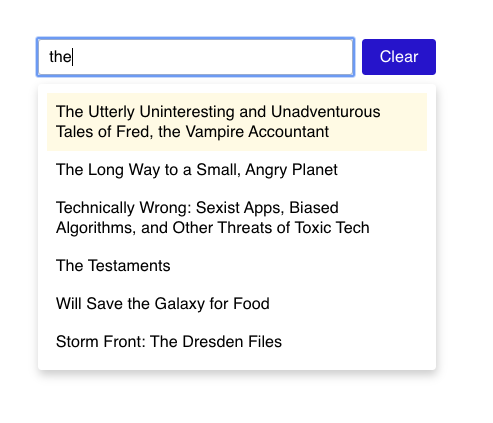 the
Clear
The Utterly Uninteresting and Unadventurous
Tales of Fred, the Vampire Accountant
The Long Way to a Small, Angry Planet
Technically Wrong: Sexist Apps, Biased
Algorithms, and Other Threats of Toxic Tech
The Testaments
Will Save the Galaxy for Food
Storm Front: The Dresden Files